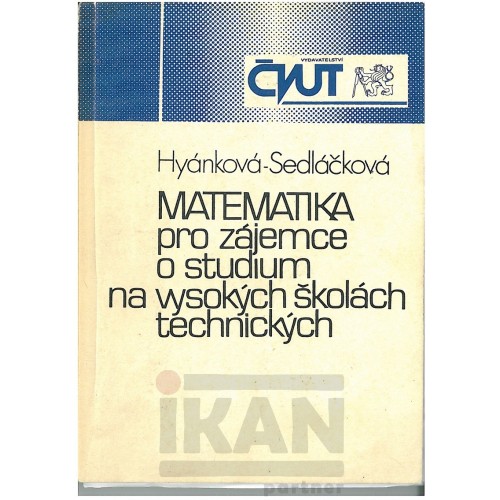 VYDAVATELSTVÍ
ČVUT
Hyánková-Sedláčková
MATEMATIKA
pro zájemce
o studium
na vysokých školách
technických
iKAN
partner